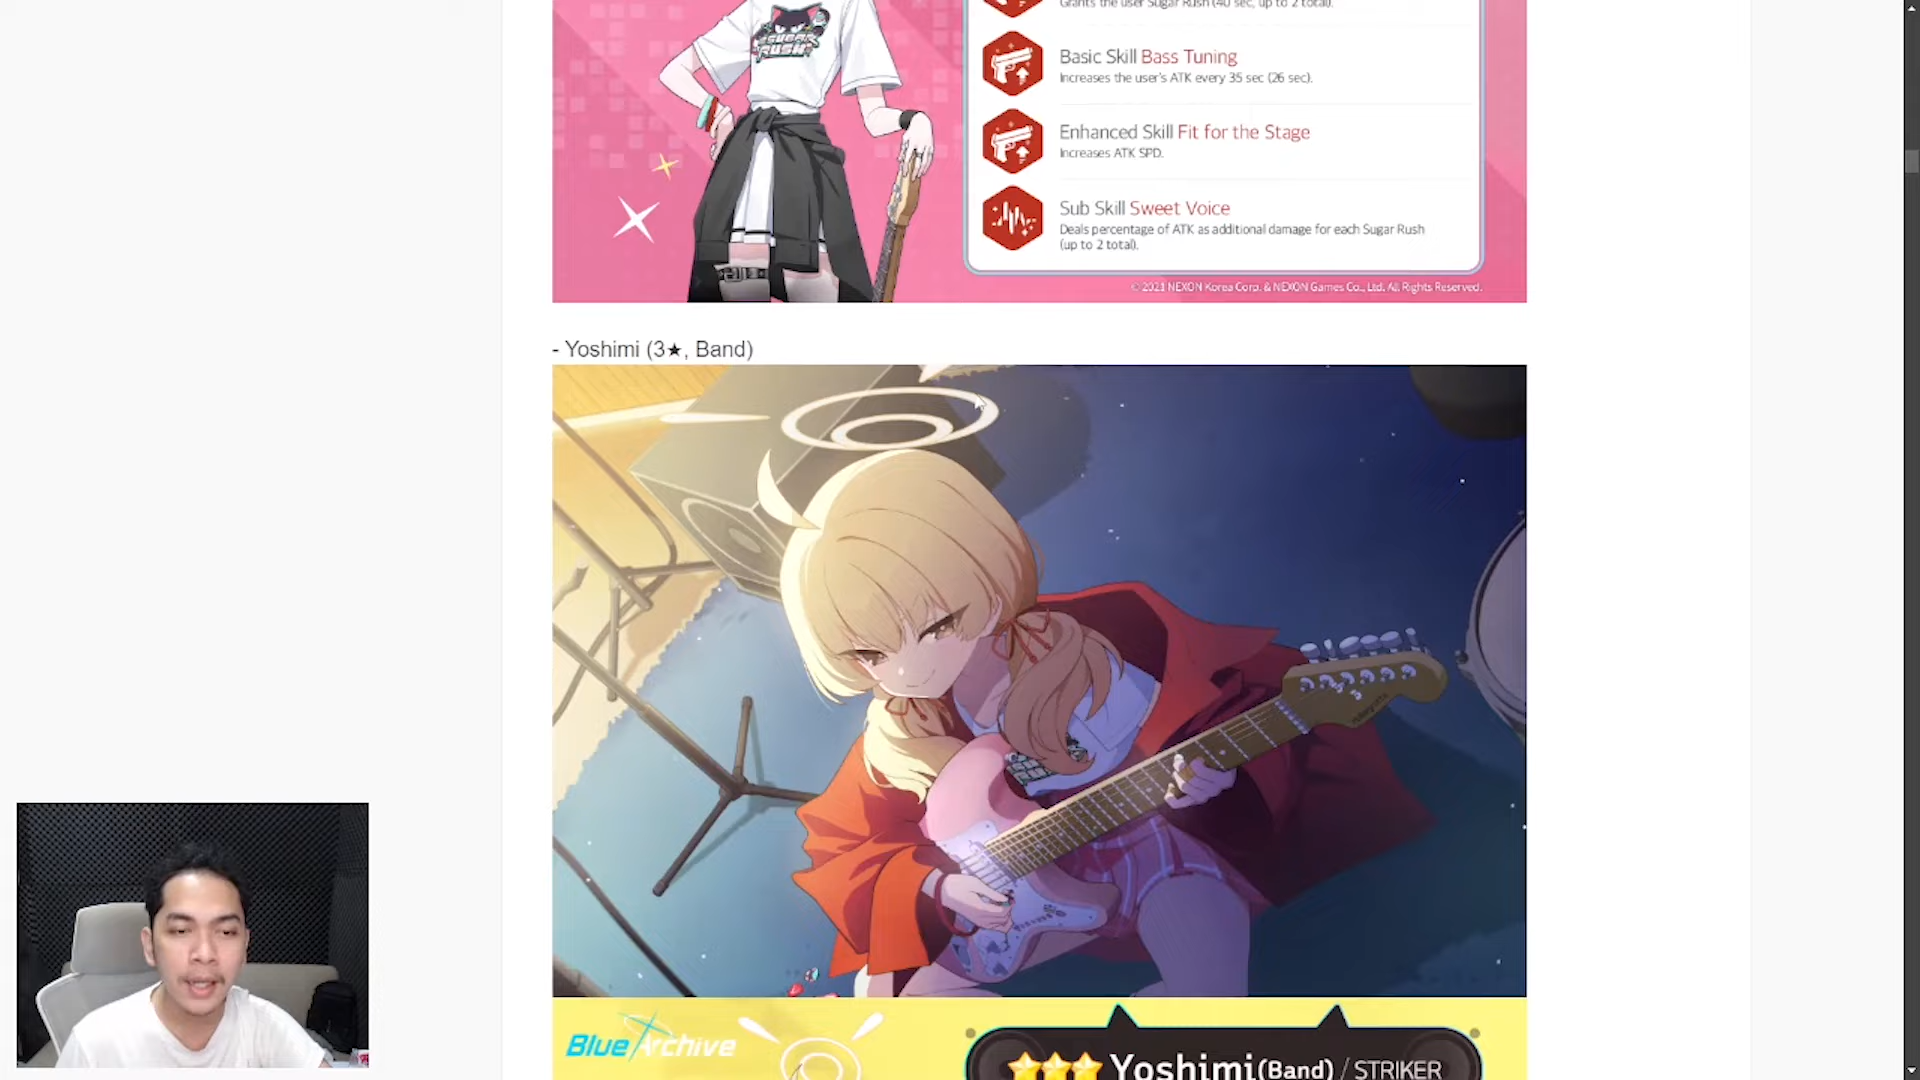 Grants the user Sugar Rush (40 sec, up to 2 total).
SUGAR
RUSH
Basic Skill Bass Tuning
Increases the user's ATK every 35 sec (26 sec).
Enhanced Skill Fit for the Stage
Increases ATK SPD.
Sub Skill Sweet Voice
Deals percentage of ATK as additional damage for each Sugar Rush
(up to 2 total).
© 2021 NEXON Korea Corp. & NEXON Games Co., Ltd. All Rights Reserved.
- Yoshimi (3★, Band)
Blue Archive
Yoshimi(Band) / STRIKER